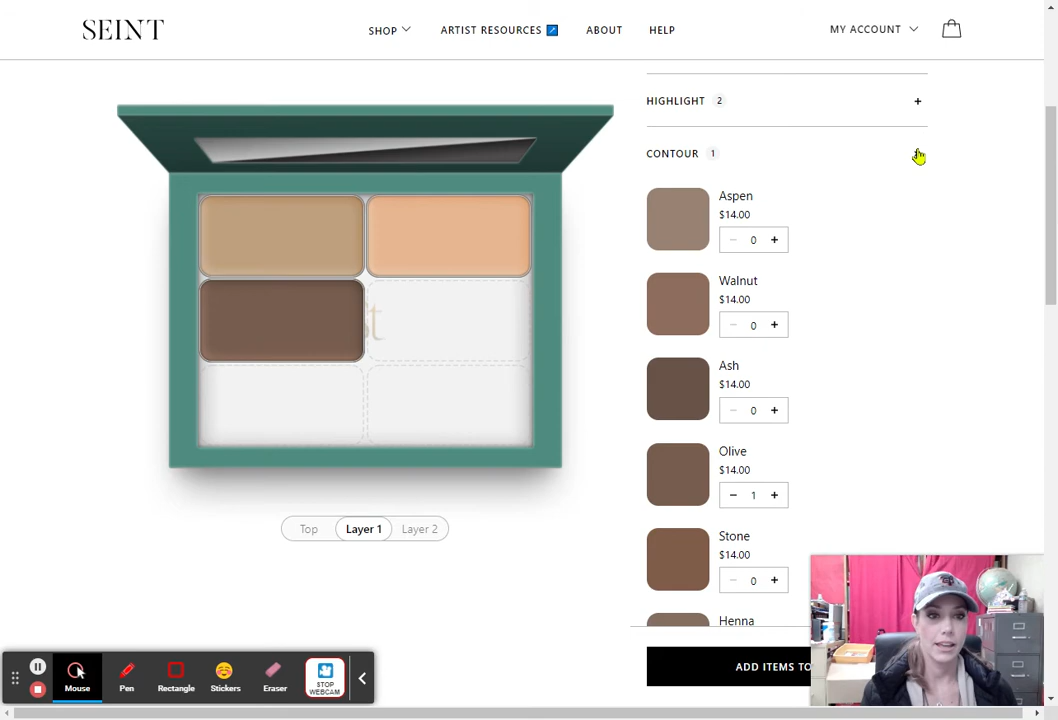 SEINT
SHOP
ARTIST RESOURCES
ABOUT
HELP
MY ACCOUNT
HIGHLIGHT 2 +
CONTOUR 1
Aspen
$14.00
− 0 +
Walnut
$14.00
− 0 +
Ash
$14.00
− 0 +
Olive
$14.00
− 1 +
Stone
$14.00
− 0 +
Henna
Top
Layer 1
Layer 2
ADD ITEMS TO
Mouse
Pen
Rectangle
Stickers
Eraser
STOP
WEBCAM